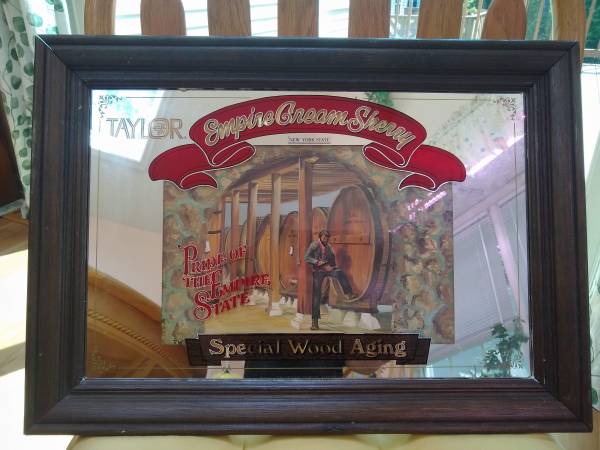 TAYLOR
Empire Cream Sherry
NEW YORK STATE
PRIDE OF
THE EMPIRE
STATE
Special Wood Aging